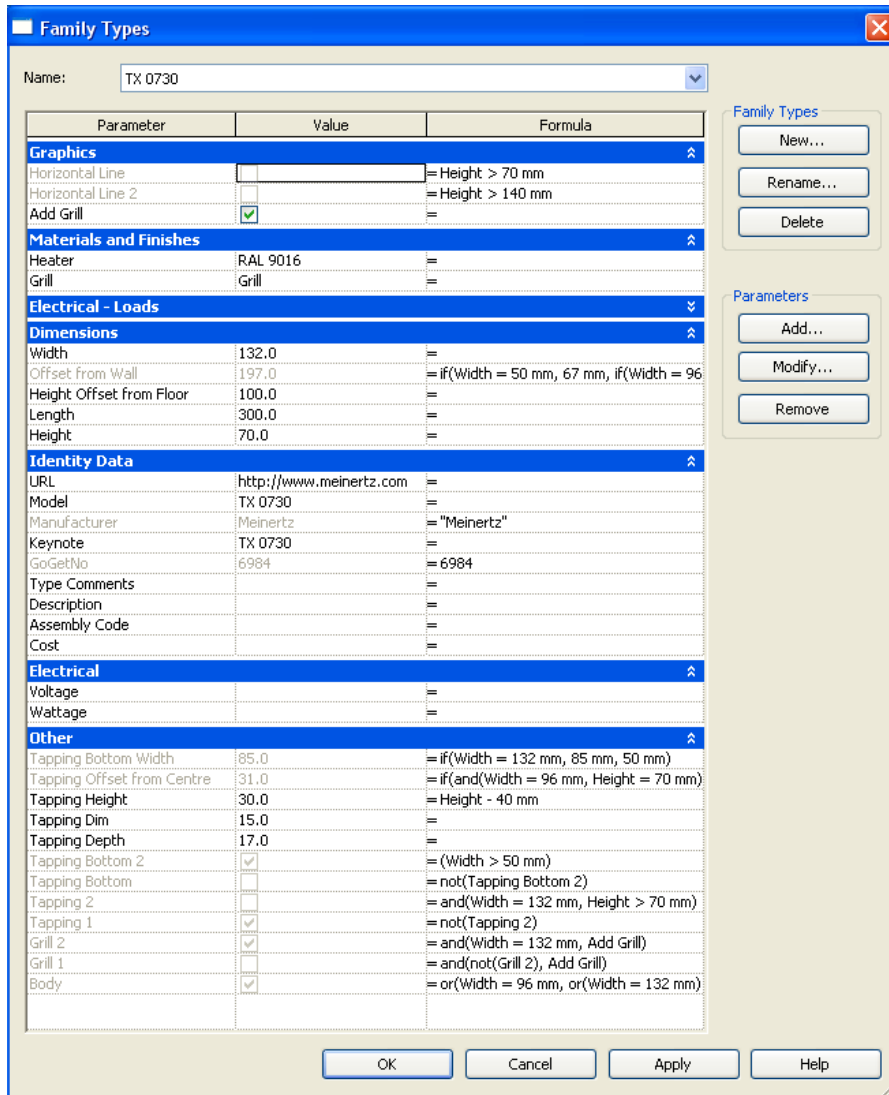 Family Types
Name: TX 0730
Parameter Value Formula
Graphics
Horizontal Line = Height > 70 mm
Horizontal Line 2 = Height > 140 mm
Add Grill =
Materials and Finishes
Heater RAL 9016 =
Grill Grill =
Electrical - Loads
Dimensions
Width 132.0 =
Offset from Wall 197.0 = if(Width = 50 mm, 67 mm, if(Width = 96
Height Offset from Floor 100.0 =
Length 300.0 =
Height 70.0 =
Identity Data
URL http://www.meinertz.com =
Model TX 0730 =
Manufacturer Meinertz = "Meinertz"
Keynote TX 0730 =
GoGetNo 6984 = 6984
Type Comments =
Description =
Assembly Code =
Cost =
Electrical
Voltage =
Wattage =
Other
Tapping Bottom Width 85.0 = if(Width = 132 mm, 85 mm, 50 mm)
Tapping Offset from Centre 31.0 = if(and(Width = 96 mm, Height = 70 mm)
Tapping Height 30.0 = Height - 40 mm
Tapping Dim 15.0 =
Tapping Depth 17.0 =
Tapping Bottom 2 = (Width > 50 mm)
Tapping Bottom = not(Tapping Bottom 2)
Tapping 2 = and(Width = 132 mm, Height > 70 mm)
Tapping 1 = not(Tapping 2)
Grill 2 = and(Width = 132 mm, Add Grill)
Grill 1 = and(not(Grill 2), Add Grill)
Body = or(Width = 96 mm, or(Width = 132 mm)
Family Types
New...
Rename...
Delete
Parameters
Add...
Modify...
Remove
OK Cancel Apply Help